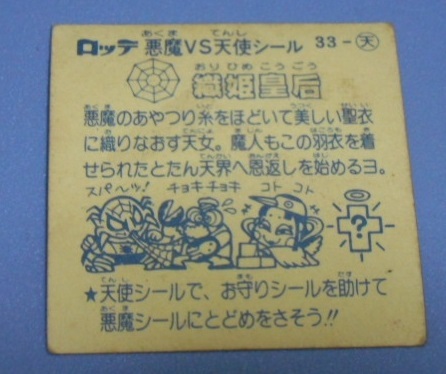 ロッテ 悪魔VS天使シール 33-天
織姫皇后
悪魔のあやつり糸をほどいて美しい聖衣
に織りなおす天女。魔人もこの羽衣を着
せられたとたん天界へ恩返しを始めるヨ。
スパーッ! チョキチョキ コトコト
?
★天使シールで、お守りシールを助けて
悪魔シールにとどめをさそう!!